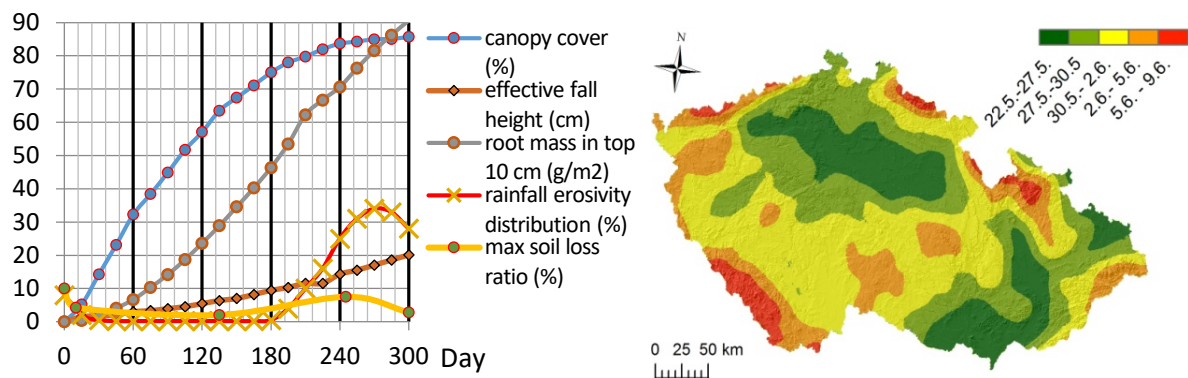 90
80
70
60
50
40
30
20
10
0
0
60
120
180
240
300
Day
canopy cover
(%)
effective fall
height (cm)
root mass in top
10 cm (g/m2)
rainfall erosivity
distribution (%)
max soil loss
ratio (%)
N
22.5.-27.5.
27.5.-30.5
30.5.- 2.6.
2.6.- 5.6.
5.6. - 9.6.
0 25 50 km